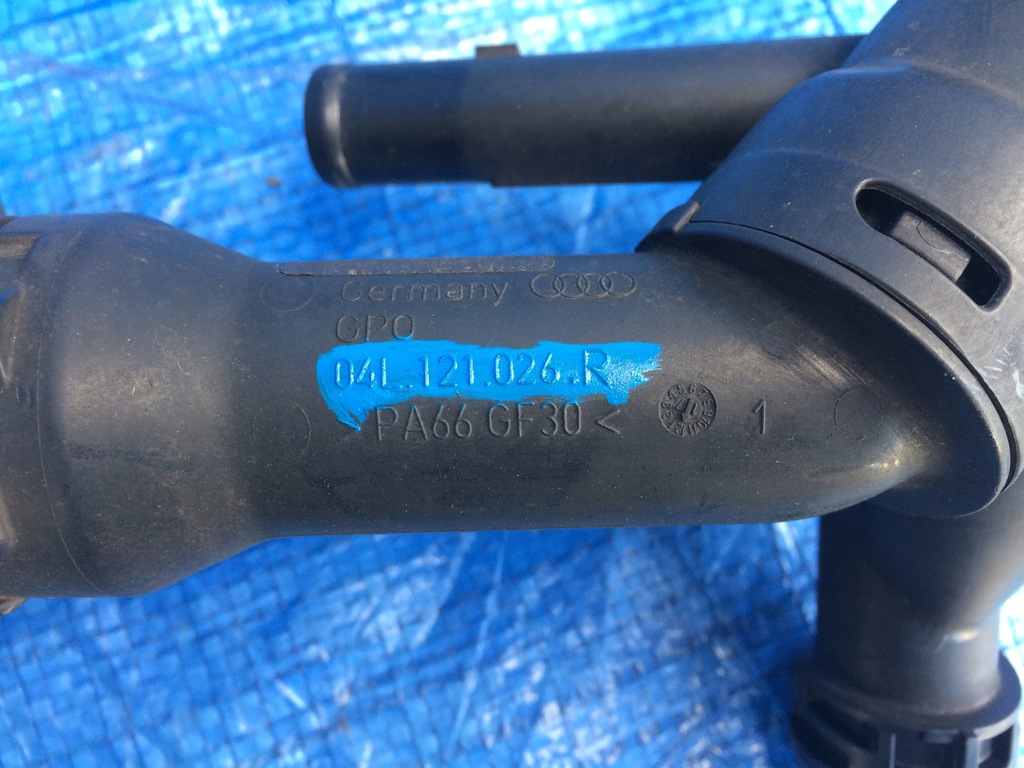 Germany
GPO
04L.121.026.R
>PA66 GF30<
1